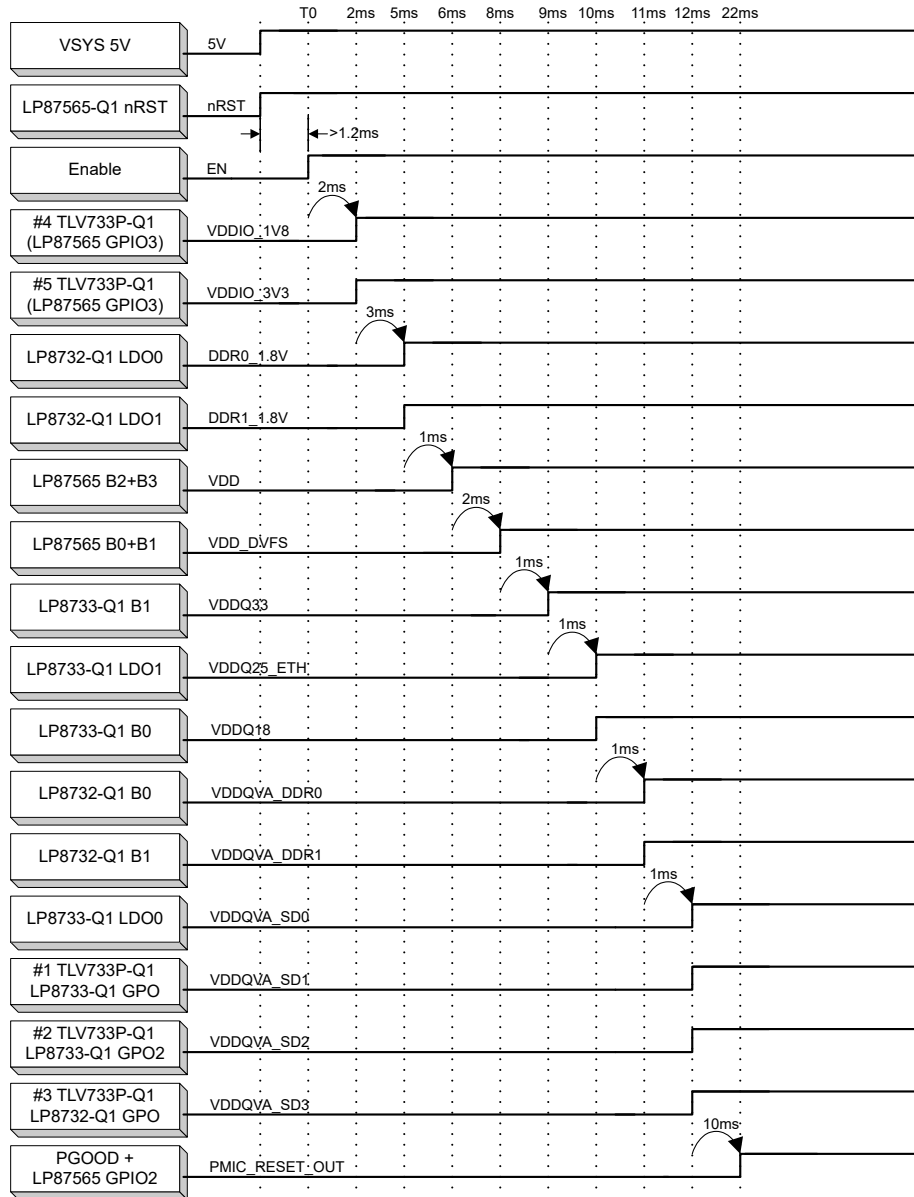 T0 2ms 5ms 6ms 8ms 9ms 10ms 11ms 12ms 22ms
VSYS 5V
5V
LP87565-Q1 nRST
nRST
>1.2ms
Enable
EN
2ms
#4 TLV733P-Q1
(LP87565 GPIO3)
VDDIO_1V8
#5 TLV733P-Q1
(LP87565 GPIO3)
VDDIO_3V3
3ms
LP8732-Q1 LDO0
DDR0_1.8V
LP8732-Q1 LDO1
DDR1_1.8V
1ms
LP87565 B2+B3
VDD
2ms
LP87565 B0+B1
VDD_DVFS
1ms
LP8733-Q1 B1
VDDQ33
1ms
LP8733-Q1 LDO1
VDDQ25_ETH
LP8733-Q1 B0
VDDQ18
1ms
LP8732-Q1 B0
VDDQVA_DDR0
LP8732-Q1 B1
VDDQVA_DDR1
1ms
LP8733-Q1 LDO0
VDDQVA_SD0
#1 TLV733P-Q1
LP8733-Q1 GPO
VDDQVA_SD1
#2 TLV733P-Q1
LP8733-Q1 GPO2
VDDQVA_SD2
#3 TLV733P-Q1
LP8732-Q1 GPO
VDDQVA_SD3
10ms
PGOOD +
LP87565 GPIO2
PMIC_RESET_OUT